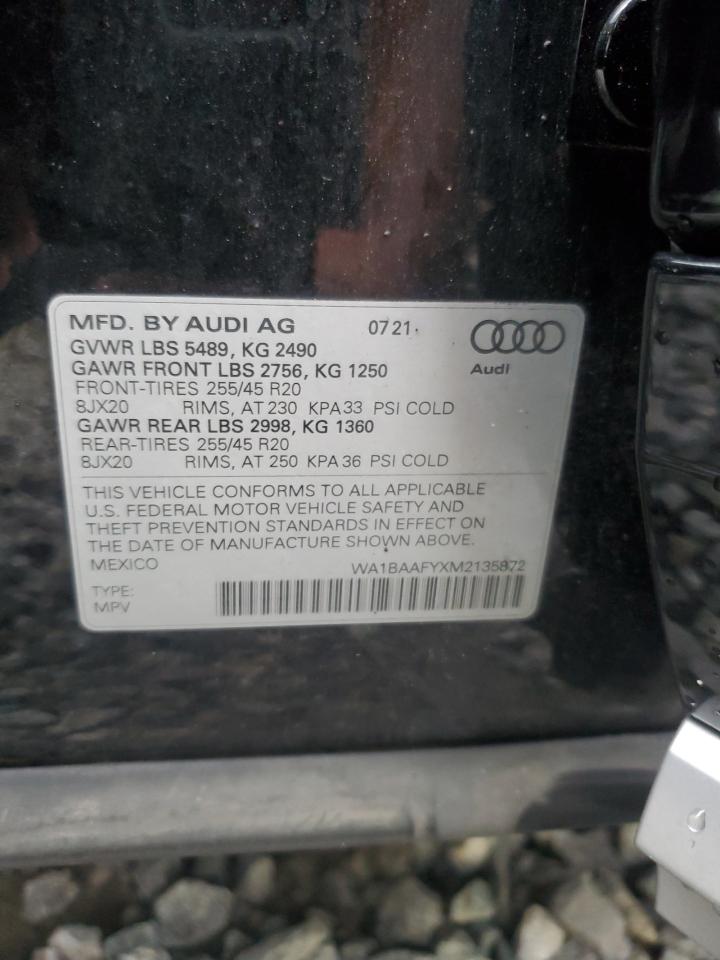 MFD. BY AUDI AG 07 21
GVWR LBS 5489, KG 2490
GAWR FRONT LBS 2756, KG 1250
FRONT-TIRES 255/45 R20
8JX20 RIMS, AT 230 KPA 33 PSI COLD
GAWR REAR LBS 2998, KG 1360
REAR-TIRES 255/45 R20
8JX20 RIMS, AT 250 KPA 36 PSI COLD
Audi
THIS VEHICLE CONFORMS TO ALL APPLICABLE
U.S. FEDERAL MOTOR VEHICLE SAFETY AND
THEFT PREVENTION STANDARDS IN EFFECT ON
THE DATE OF MANUFACTURE SHOWN ABOVE.
MEXICO WA1BAAFYXM2135872
TYPE:
MPV